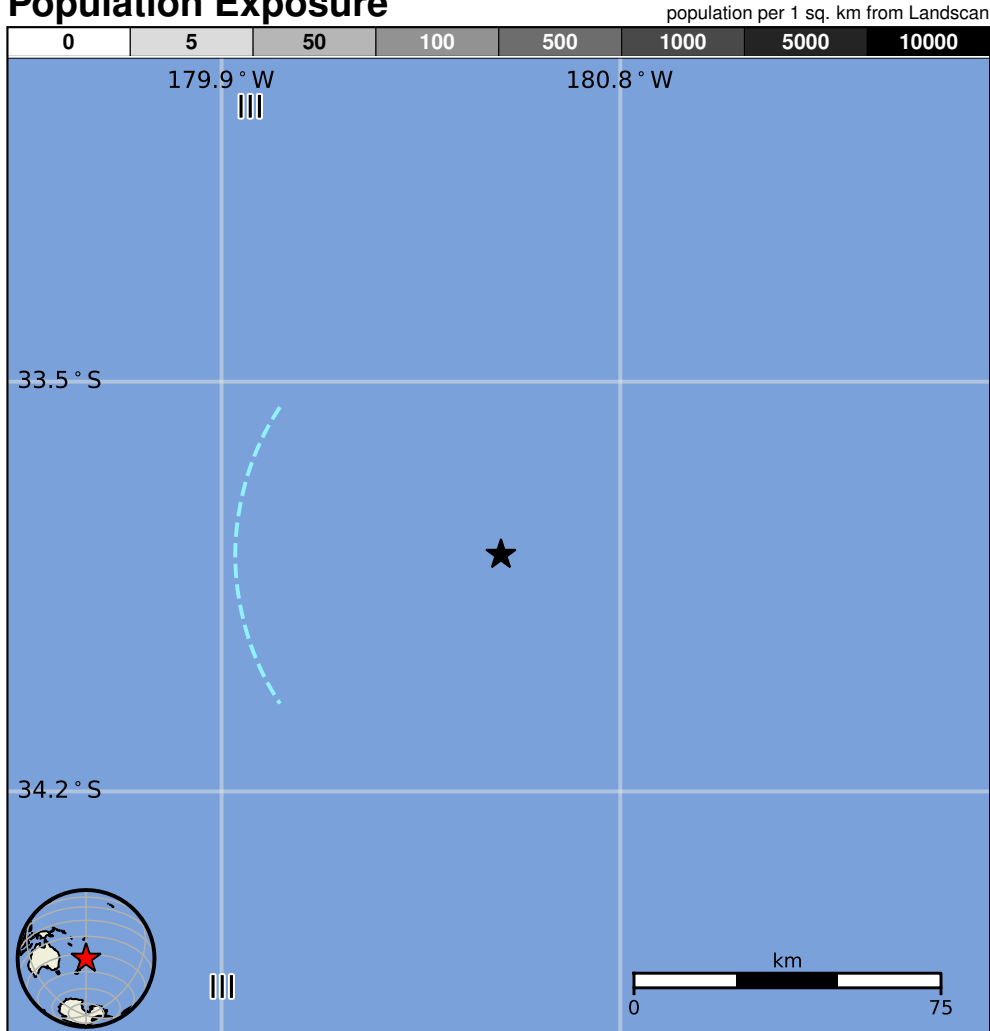 Population Exposure
population per 1 sq. km from Landscan
0 5 50 100 500 1000 5000 10000
179.9°W 180.8°W
III
33.5°S
34.2°S
III
km
0 75